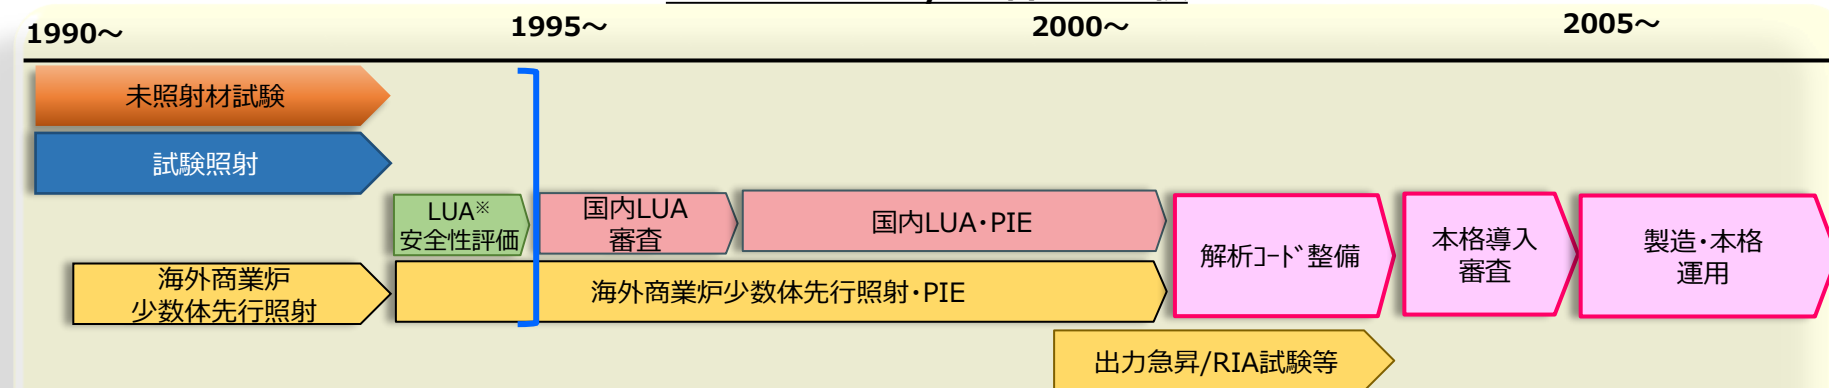 1990～
1995～
2000～
2005～
未照射材試験
試験照射
LUA※
安全性評価
国内LUA
審査
国内LUA・PIE
解析ｺｰﾄﾞ整備
本格導入
審査
製造・本格
運用
海外商業炉
少数体先行照射
海外商業炉少数体先行照射・PIE
出力急昇/RIA試験等